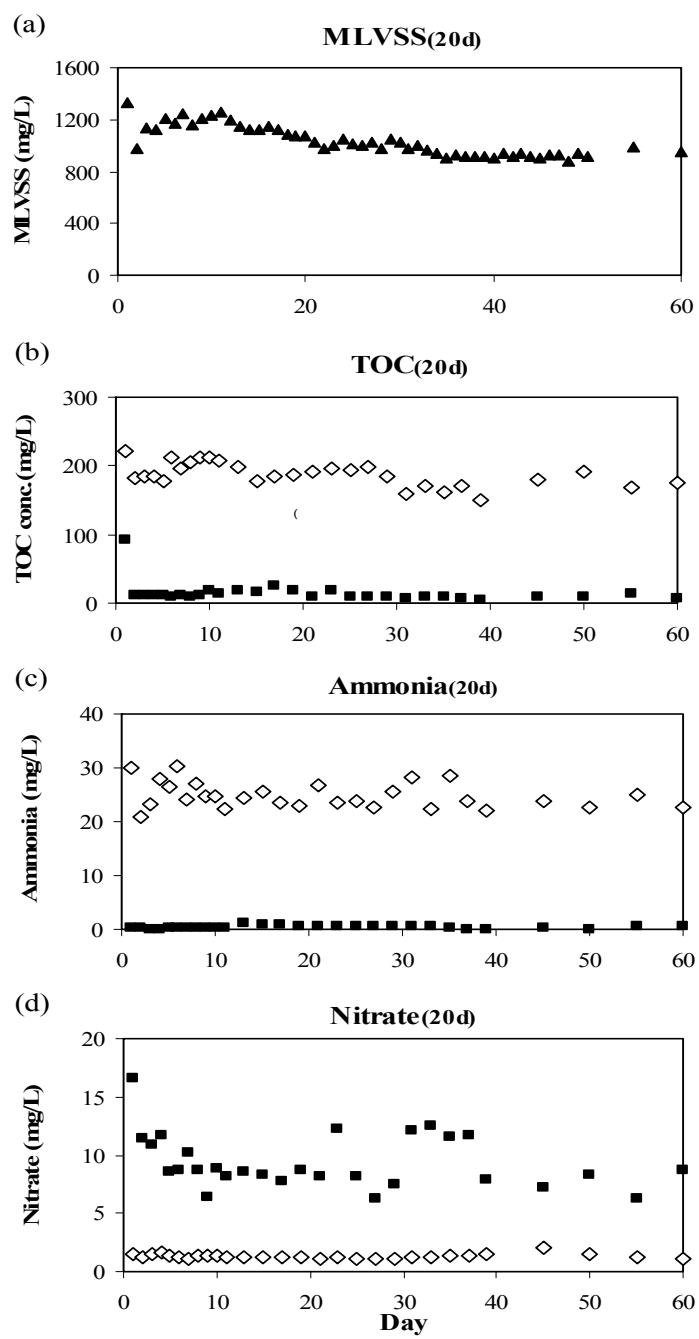 (a)
MLVSS(20d)
MLVSS (mg/L)
1600
1200
800
400
0
0 20 40 60
(b)
TOC(20d)
TOC conc.(mg/L)
300
200
100
0
(
0 10 20 30 40 50 60
(c)
Ammonia(20d)
Ammonia (mg/L)
40
30
20
10
0
0 10 20 30 40 50 60
(d)
Nitrate(20d)
Nitrate (mg/L)
20
15
10
5
0
0 10 20 30 40 50 60
Day